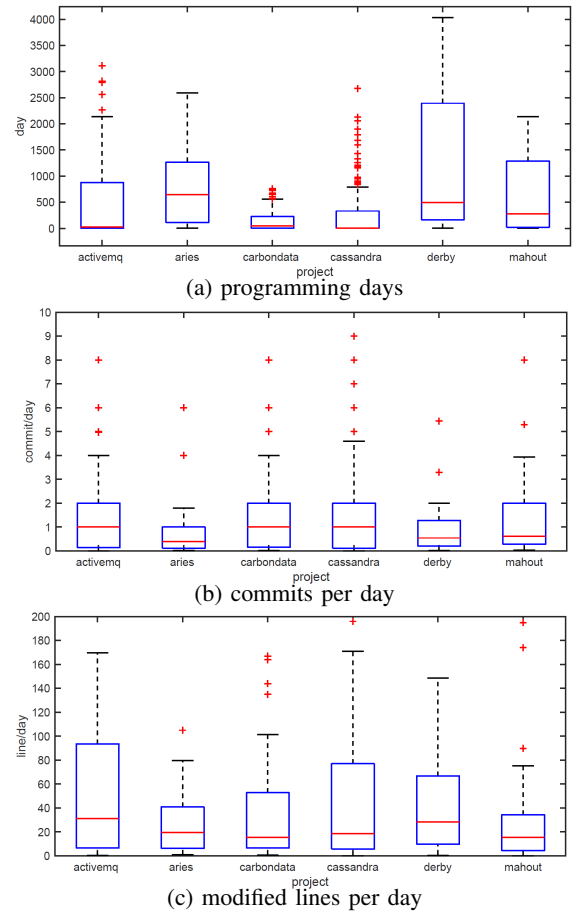 4000
3500
3000
2500
2000
1500
1000
500
0
day
activemq aries carbondata cassandra derby mahout
project
(a) programming days
10
9
8
7
6
5
4
3
2
1
0
commit/day
activemq aries carbondata cassandra derby mahout
project
(b) commits per day
200
180
160
140
120
100
80
60
40
20
0
line/day
activemq aries carbondata cassandra derby mahout
project
(c) modified lines per day